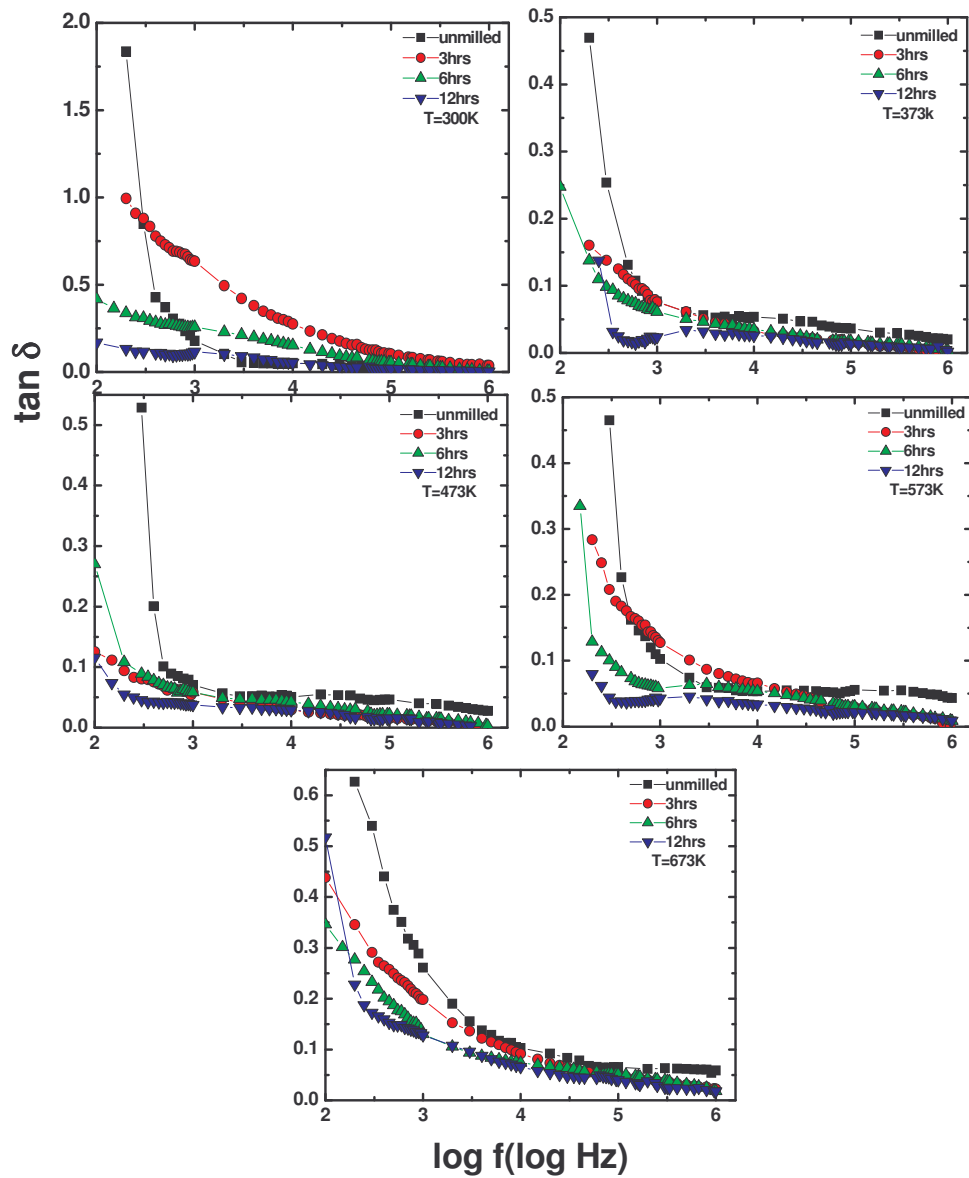 tan δ
2.0
1.5
1.0
0.5
0.0
2 3 4 5 6
unmilled
3hrs
6hrs
12hrs
T=300K
0.5
0.4
0.3
0.2
0.1
0.0
2 3 4 5 6
unmilled
3hrs
6hrs
12hrs
T=373k
0.5
0.4
0.3
0.2
0.1
0.0
2 3 4 5 6
unmilled
3hrs
6hrs
12hrs
T=473K
0.5
0.4
0.3
0.2
0.1
0.0
2 3 4 5 6
unmilled
3hrs
6hrs
12hrs
T=573K
0.6
0.5
0.4
0.3
0.2
0.1
0.0
2 3 4 5 6
unmilled
3hrs
6hrs
12hrs
T=673K
log f(log Hz)